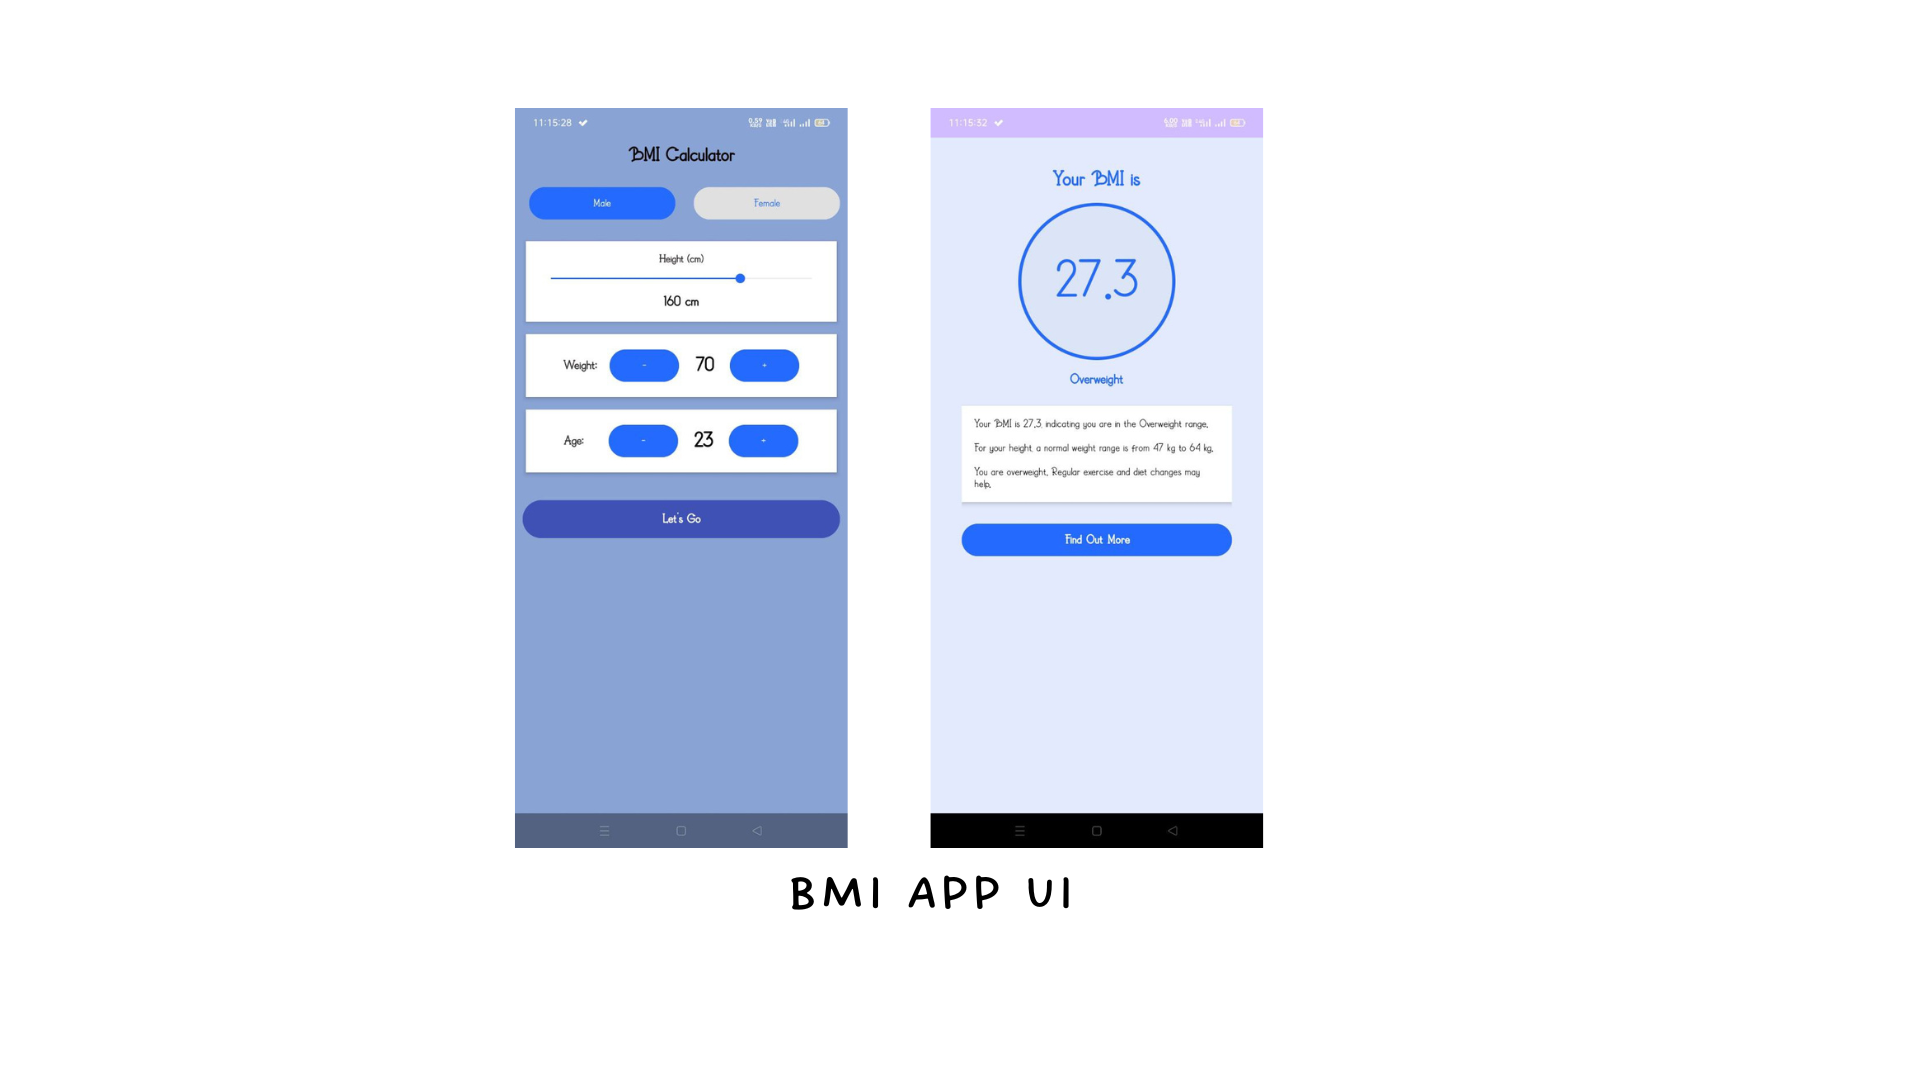 11:15:28
BMI Calculator
Male
Female
Height (cm)
160 cm
Weight:
-
70
+
Age:
-
23
+
Let's Go
11:15:32
Your BMI is
27.3
Overweight
Your BMI is 27.3, indicating you are in the Overweight range.
For your height, a normal weight range is from 47 kg to 64 kg.
You are overweight. Regular exercise and diet changes may
help.
Find Out More
BMI APP UI